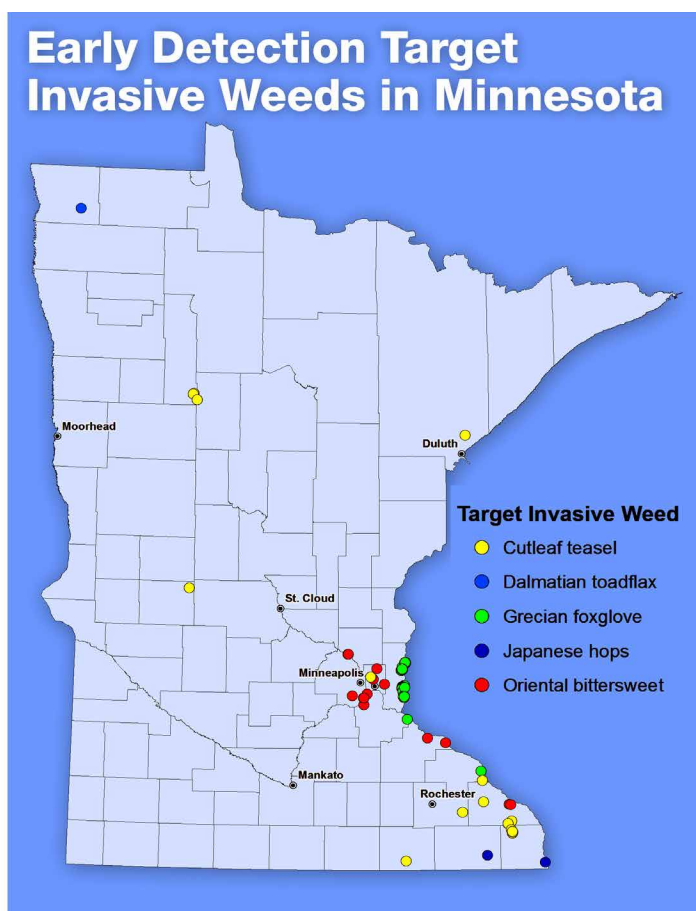 Early Detection Target
Invasive Weeds in Minnesota
Moorhead
Duluth
Target Invasive Weed
Cutleaf teasel
Dalmatian toadflax
Grecian foxglove
Japanese hops
Oriental bittersweet
St. Cloud
Minneapolis
Mankato
Rochester